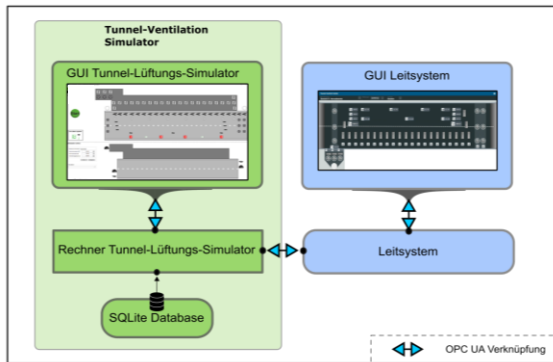 Tunnel-Ventilation
Simulator
GUI Tunnel-Lüftungs-Simulator
GUI Leitsystem
Rechner Tunnel-Lüftungs-Simulator
Leitsystem
SQLite Database
OPC UA Verknüpfung